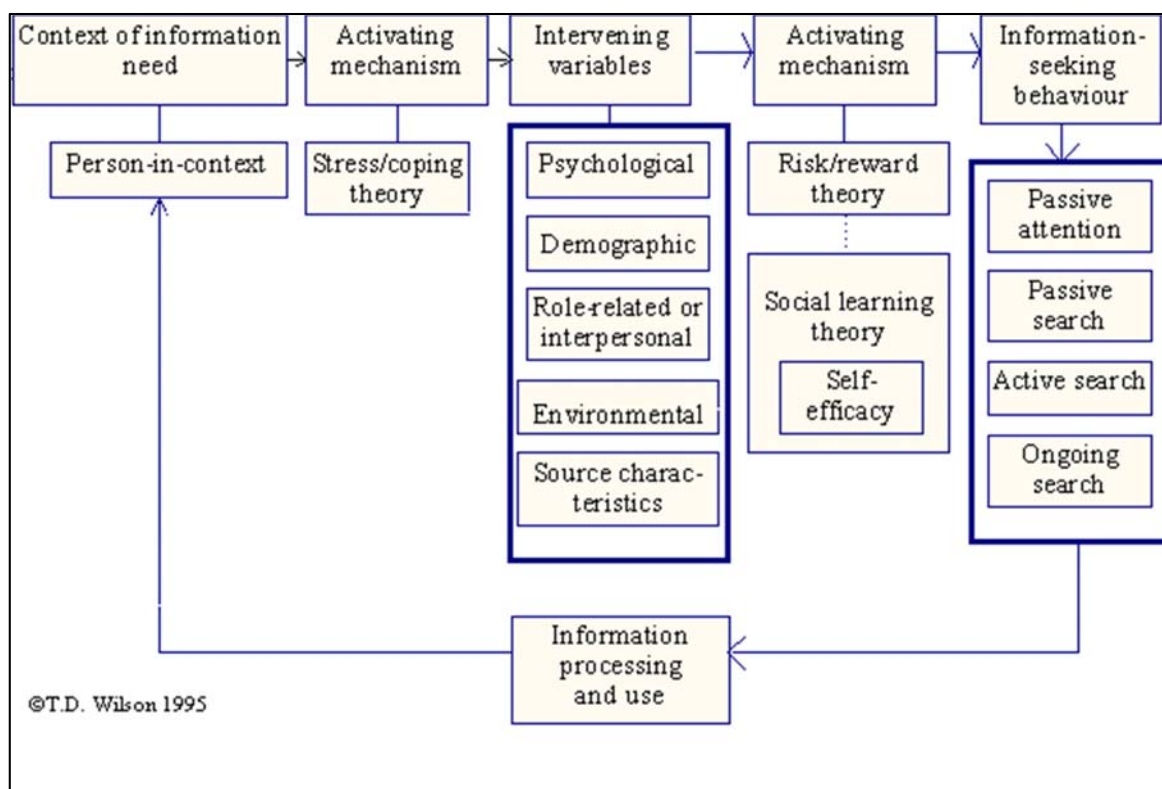 Context of information
need
Activating
mechanism
Intervening
variables
Activating
mechanism
Information-
seeking
behaviour
Person-in-context
Stress/coping
theory
Psychological
Demographic
Role-related or
interpersonal
Environmental
Source charac-
teristics
Risk/reward
theory
Social learning
theory
Self-
efficacy
Passive
attention
Passive
search
Active search
Ongoing
search
Information
processing
and use
©T.D. Wilson 1995